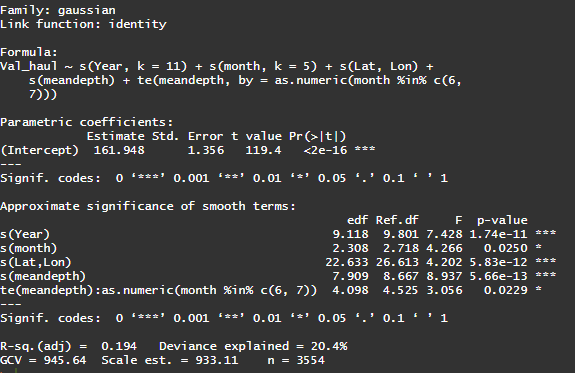 Family: gaussian
Link function: identity

Formula:
Val_haul ~ s(Year, k = 11) + s(month, k = 5) + s(Lat, Lon) +
    s(meandepth) + te(meandepth, by = as.numeric(month %in% c(6,
    7)))

Parametric coefficients:
            Estimate Std. Error t value Pr(>|t|)
(Intercept)  161.948      1.356   119.4   <2e-16 ***
---
Signif. codes:  0 ‘***’ 0.001 ‘**’ 0.01 ‘*’ 0.05 ‘.’ 0.1 ‘ ’ 1

Approximate significance of smooth terms:
                                              edf Ref.df     F  p-value
s(Year)                                     9.118  9.801 7.428 1.74e-11 ***
s(month)                                    2.308  2.718 4.266   0.0250 *
s(Lat,Lon)                                 22.633 26.613 4.202 5.83e-12 ***
s(meandepth)                                7.909  8.667 8.937 5.66e-13 ***
te(meandepth):as.numeric(month %in% c(6, 7))  4.098  4.525 3.056   0.0229 *
---
Signif. codes:  0 ‘***’ 0.001 ‘**’ 0.01 ‘*’ 0.05 ‘.’ 0.1 ‘ ’ 1

R-sq.(adj) =  0.194   Deviance explained = 20.4%
GCV = 945.64  Scale est. = 933.11    n = 3554